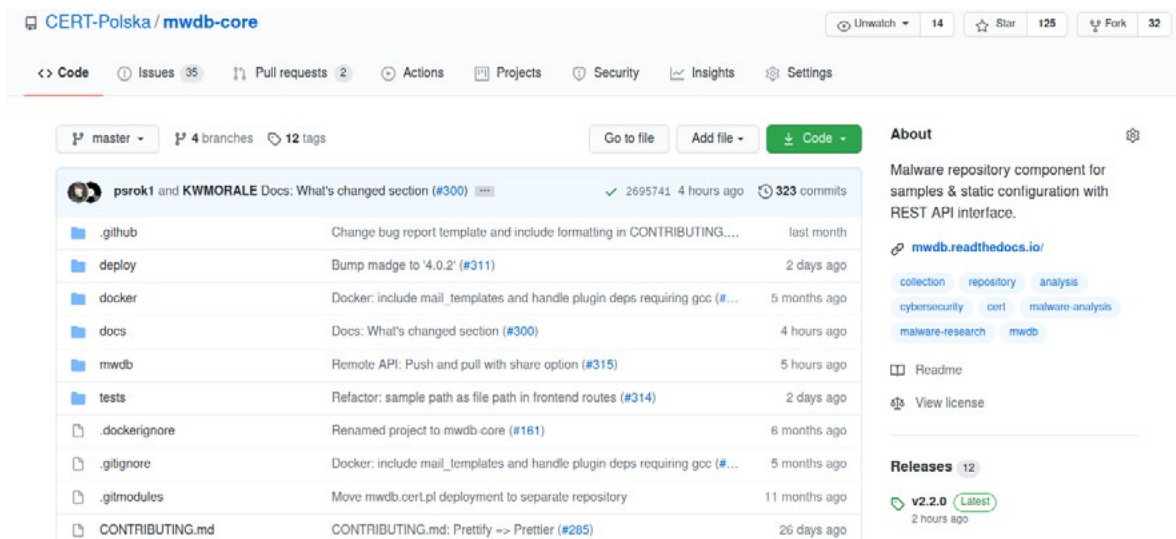 CERT-Polska / mwdb-core
Unwatch 14 Star 125 Fork 32
<> Code Issues 35 Pull requests 2 Actions Projects Security Insights Settings
master 4 branches 12 tags Go to file Add file Code
psrok1 and KWMORALE Docs: What's changed section (#300) ... 2695741 4 hours ago 323 commits
.github Change bug report template and include formatting in CONTRIBUTING.... last month
deploy Bump madge to '4.0.2' (#311) 2 days ago
docker Docker: include mail_templates and handle plugin deps requiring gcc (#... 5 months ago
docs Docs: What's changed section (#300) 4 hours ago
mwdb Remote API: Push and pull with share option (#315) 5 hours ago
tests Refactor: sample path as file path in frontend routes (#314) 2 days ago
.dockerignore Renamed project to mwdb-core (#161) 6 months ago
.gitignore Docker: include mail_templates and handle plugin deps requiring gcc (#... 5 months ago
.gitmodules Move mwdb.cert.pl deployment to separate repository 11 months ago
CONTRIBUTING.md CONTRIBUTING.md: Prettify => Prettier (#285) 26 days ago
About
Malware repository component for
samples & static configuration with
REST API interface.
mwdb.readthedocs.io/
collection repository analysis
cybersecurity cert malware-analysis
malware-research mwdb
Readme
View license
Releases 12
v2.2.0 Latest
2 hours ago